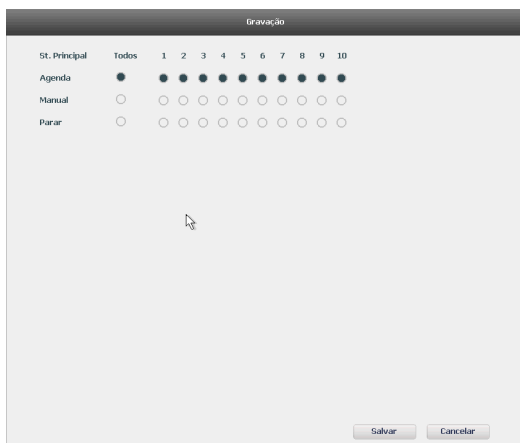 Gravação
St. Principal Todos 1 2 3 4 5 6 7 8 9 10
Agenda
Manual
Parar
Salvar Cancelar